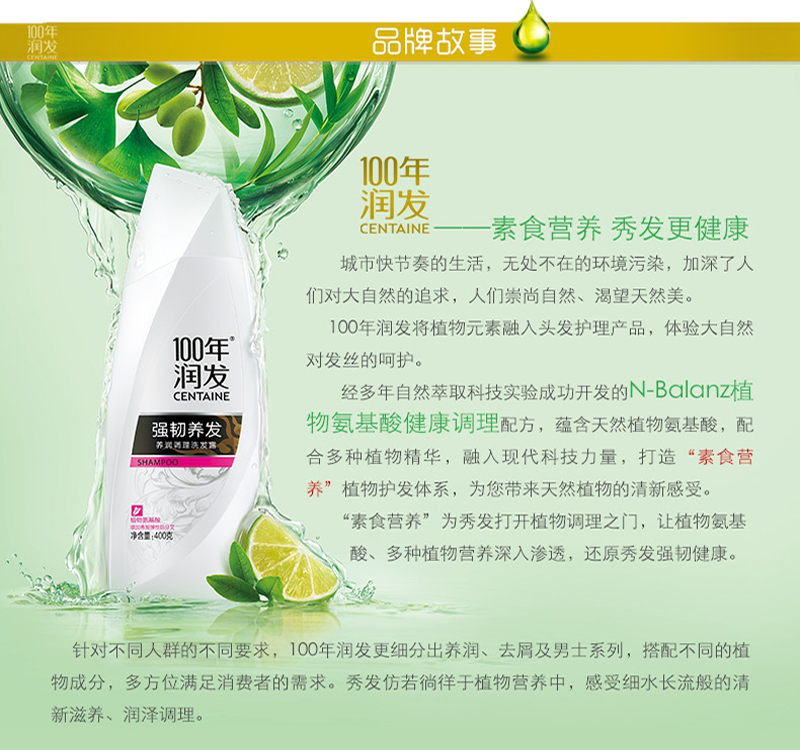 100年
润发
CENTAINE
品牌故事
100年
润发
CENTAINE
——素食营养 秀发更健康
城市快节奏的生活，无处不在的环境污染，加深了人
们对大自然的追求，人们崇尚自然、渴望天然美。
100年润发将植物元素融入头发护理产品，体验大自然
对发丝的呵护。
经多年自然萃取科技实验成功开发的N-Balanz植
物氨基酸健康调理配方，蕴含天然植物氨基酸，配
合多种植物精华，融入现代科技力量，打造“素食营
养”植物护发体系，为您带来天然植物的清新感受。
“素食营养”为秀发打开植物调理之门，让植物氨基
酸、多种植物营养深入渗透，还原秀发强韧健康。
100年®
润发
CENTAINE
强韧养发
养润调理洗发露
SHAMPOO
植物氨基酸
净含量:400克
针对不同人群的不同要求，100年润发更细分出养润、去屑及男士系列，搭配不同的植
物成分，多方位满足消费者的需求。秀发仿若徜徉于植物营养中，感受细水长流般的清
新滋养、润泽调理。